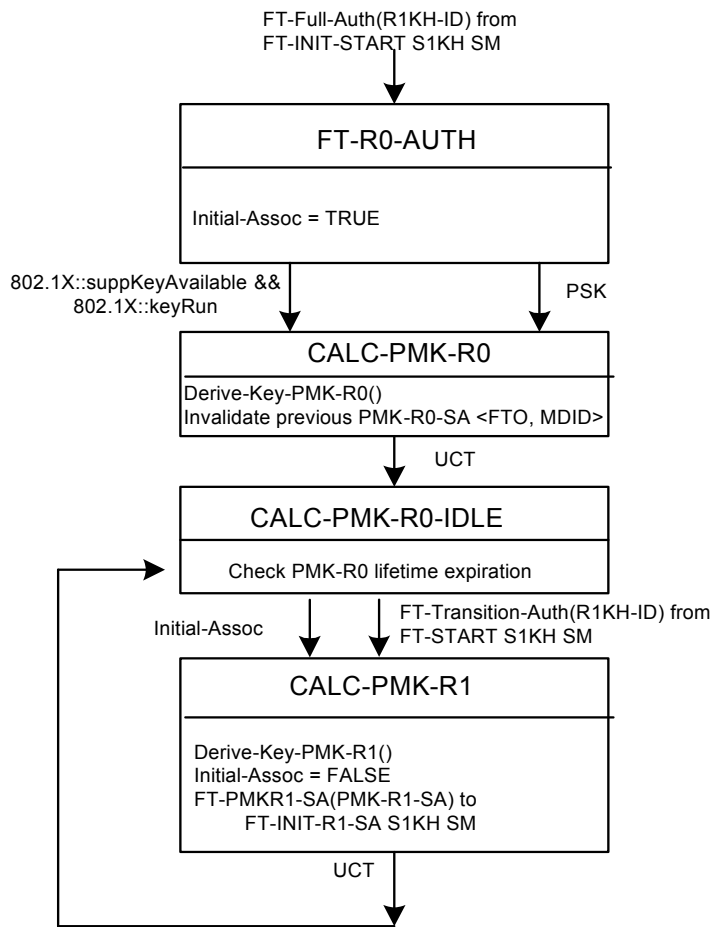 FT-Full-Auth(R1KH-ID) from
FT-INIT-START S1KH SM
FT-R0-AUTH
Initial-Assoc = TRUE
802.1X::suppKeyAvailable &&
802.1X::keyRun
PSK
CALC-PMK-R0
Derive-Key-PMK-R0()
Invalidate previous PMK-R0-SA <FTO, MDID>
UCT
CALC-PMK-R0-IDLE
Check PMK-R0 lifetime expiration
Initial-Assoc
FT-Transition-Auth(R1KH-ID) from
FT-START S1KH SM
CALC-PMK-R1
Derive-Key-PMK-R1()
Initial-Assoc = FALSE
FT-PMKR1-SA(PMK-R1-SA) to
FT-INIT-R1-SA S1KH SM
UCT